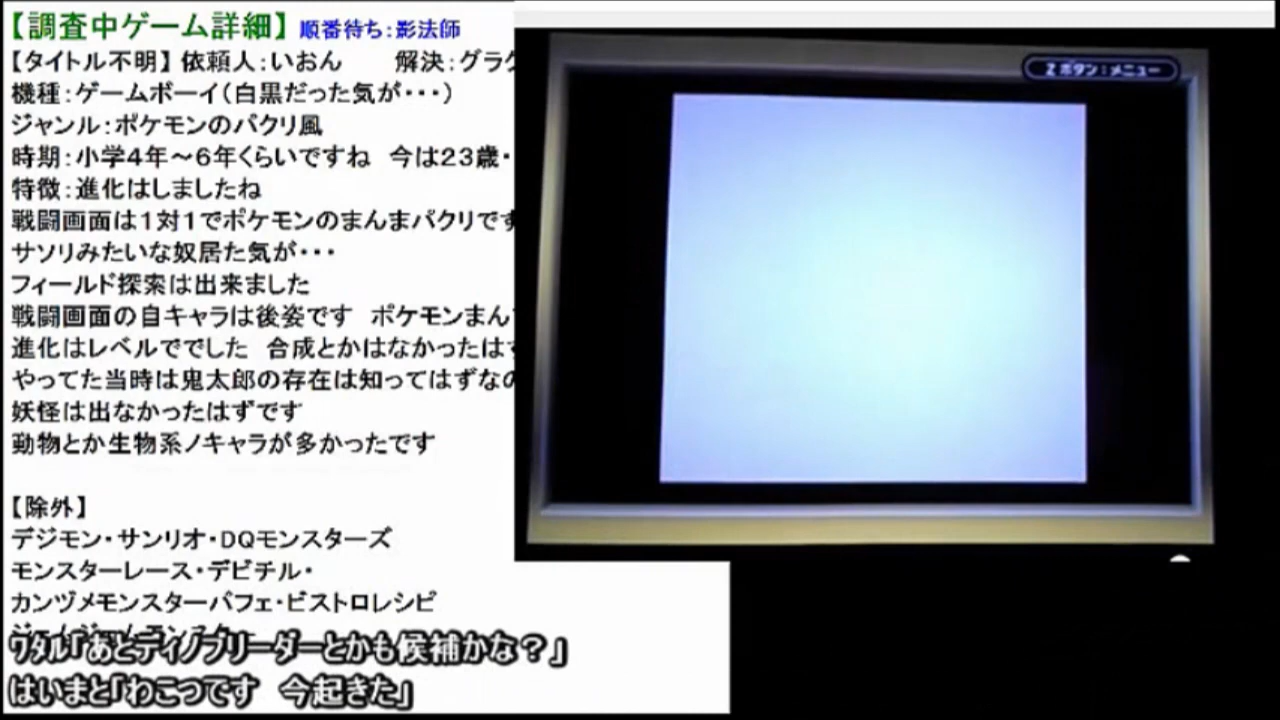 【調査中ゲーム詳細】 順番待ち:影法師
【タイトル不明】 依頼人:いおん 解決:グラク
機種:ゲームボーイ(白黒だった気が・・・)
ジャンル:ポケモンのパクリ風
時期:小学4年～6年くらいですね 今は23歳・
特徴:進化はしましたね
戦闘画面は1対1でポケモンのまんまパクリです
サソリみたいな奴居た気が・・・
フィールド探索は出来ました
戦闘画面の自キャラは後姿です ポケモンまん
進化はレベルででした 合成とかはなかったはず
やってた当時は鬼太郎の存在は知ってはずなの
妖怪は出なかったはずです
動物とか生物系ノキャラが多かったです
【除外】
デジモン・サンリオ・DQモンスターズ
モンスターレース・デビチル・
カンヅメモンスターパフェ・ビストロレシピ
ワタル「あとディノブリーダーとかも候補かな？」
はいまと「わこつです 今起きた」
Zボタン:メニュー